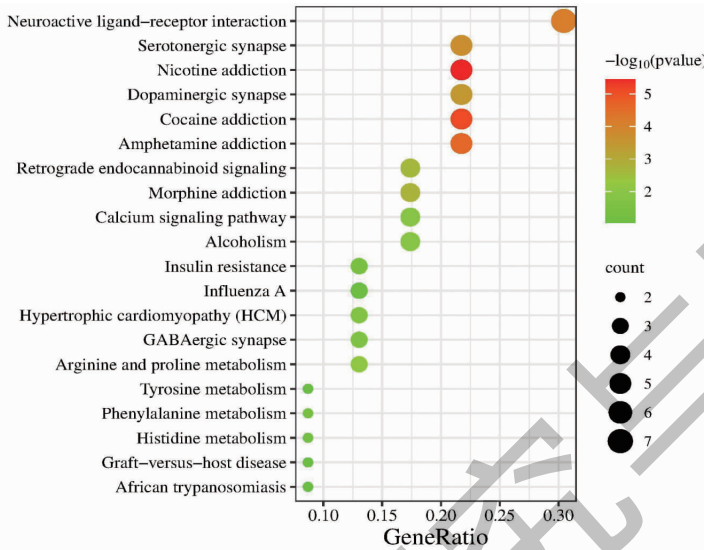 Neuroactive ligand−receptor interaction
Serotonergic synapse
Nicotine addiction
Dopaminergic synapse
Cocaine addiction
Amphetamine addiction
Retrograde endocannabinoid signaling
Morphine addiction
Calcium signaling pathway
Alcoholism
Insulin resistance
Influenza A
Hypertrophic cardiomyopathy (HCM)
GABAergic synapse
Arginine and proline metabolism
Tyrosine metabolism
Phenylalanine metabolism
Histidine metabolism
Graft−versus−host disease
African trypanosomiasis
0.10 0.15 0.20 0.25 0.30
GeneRatio
−log10(pvalue)
5
4
3
2
count
2
3
4
5
6
7